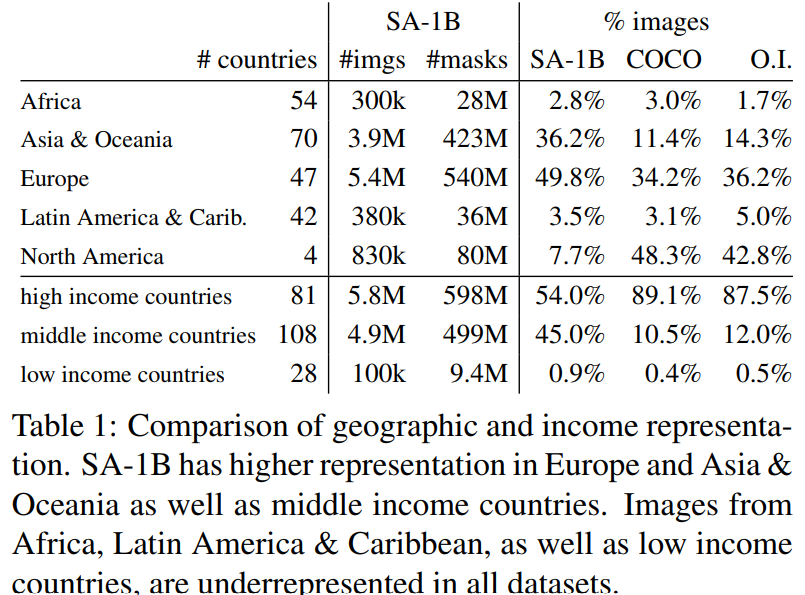 SA-1B % images
# countries #imgs #masks SA-1B COCO O.I.
Africa 54 300k 28M 2.8% 3.0% 1.7%
Asia & Oceania 70 3.9M 423M 36.2% 11.4% 14.3%
Europe 47 5.4M 540M 49.8% 34.2% 36.2%
Latin America & Carib. 42 380k 36M 3.5% 3.1% 5.0%
North America 4 830k 80M 7.7% 48.3% 42.8%
high income countries 81 5.8M 598M 54.0% 89.1% 87.5%
middle income countries 108 4.9M 499M 45.0% 10.5% 12.0%
low income countries 28 100k 9.4M 0.9% 0.4% 0.5%
Table 1: Comparison of geographic and income representa-
tion. SA-1B has higher representation in Europe and Asia &
Oceania as well as middle income countries. Images from
Africa, Latin America & Caribbean, as well as low income
countries, are underrepresented in all datasets.